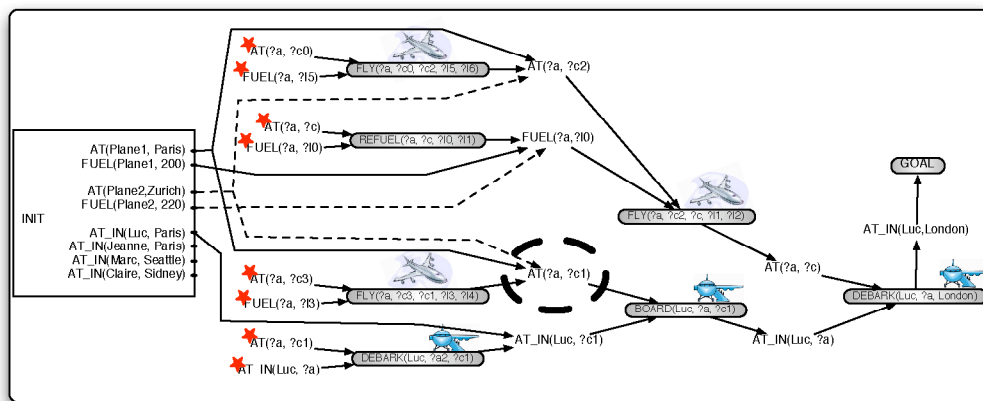 AT(?a, ?c0)
FUEL(?a, ?l5)
FLY(?a, ?c0, ?c2, ?l5, ?l6)
AT(?a, ?c2)
AT(?a, ?c)
FUEL(?a, ?l0)
REFUEL(?a, ?c, ?l0, ?l1)
FUEL(?a,?l0)
INIT
AT(Plane1, Paris)
FUEL(Plane1, 200)
AT(Plane2,Zurich)
FUEL(Plane2, 220)
AT_IN(Luc, Paris)
AT_IN(Jeanne, Paris)
AT_IN(Marc, Seattle)
AT_IN(Claire, Sidney)
GOAL
FLY(?a, ?c2, ?c, ?l1, ?l2)
AT_IN(Luc,London)
AT(?a, ?c)
AT(?a, ?c3)
FUEL(?a, ?l3)
FLY(?a, ?c3, ?c1, ?l3, ?l4)
AT(?a, ?c1)
BOARD(Luc, ?a, ?c1)
DEBARK(Luc, ?a, London)
AT(?a, ?c1)
AT_IN(Luc, ?a)
DEBARK(Luc, ?a2, ?c1)
AT_IN(Luc, ?c1)
AT_IN(Luc, ?a)